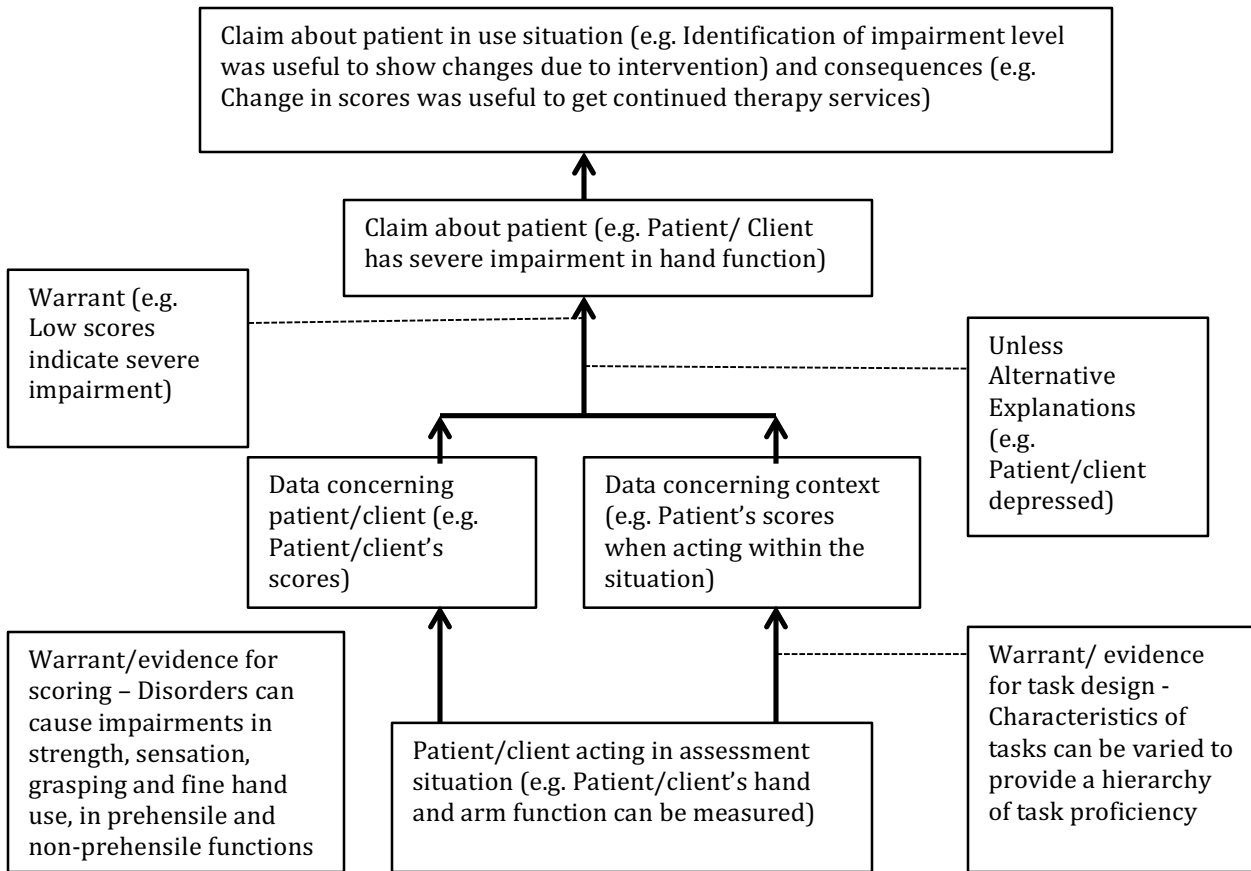 Claim about patient in use situation (e.g. Identification of impairment level
was useful to show changes due to intervention) and consequences (e.g.
Change in scores was useful to get continued therapy services)
Claim about patient (e.g. Patient/ Client
has severe impairment in hand function)
Warrant (e.g.
Low scores
indicate severe
impairment)
Unless
Alternative
Explanations
(e.g.
Patient/client
depressed)
Data concerning
patient/client (e.g.
Patient/client’s
scores)
Data concerning context
(e.g. Patient’s scores
when acting within the
situation)
Warrant/evidence for
scoring – Disorders can
cause impairments in
strength, sensation,
grasping and fine hand
use, in prehensile and
non-prehensile functions
Patient/client acting in assessment
situation (e.g. Patient/client’s hand
and arm function can be measured)
Warrant/ evidence
for task design -
Characteristics of
tasks can be varied to
provide a hierarchy
of task proficiency